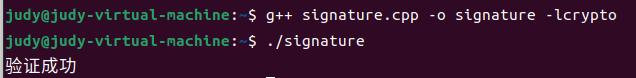 judy@judy-virtual-machine:~$ g++ signature.cpp -o signature -lcrypto
judy@judy-virtual-machine:~$ ./signature
验证成功